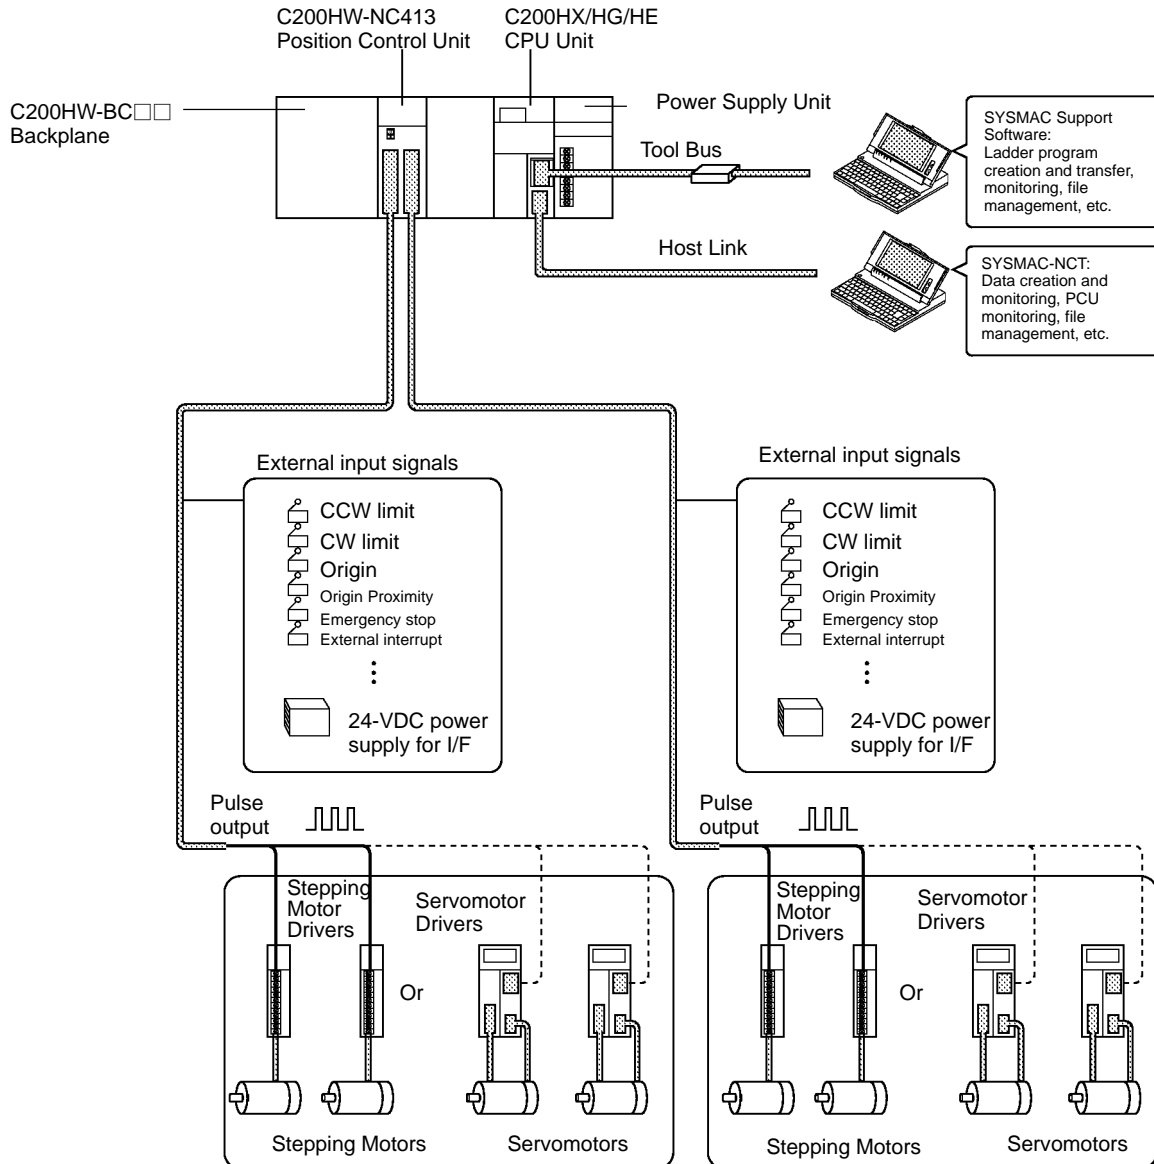 C200HW-NC413
Position Control Unit
C200HX/HG/HE
CPU Unit
C200HW-BC□□
Backplane
Power Supply Unit
Tool Bus
SYSMAC Support
Software:
Ladder program
creation and transfer,
monitoring, file
management, etc.
Host Link
SYSMAC-NCT:
Data creation and
monitoring, PCU
monitoring, file
management, etc.
External input signals
CCW limit
CW limit
Origin
Origin Proximity
Emergency stop
External interrupt
24-VDC power
supply for I/F
External input signals
CCW limit
CW limit
Origin
Origin Proximity
Emergency stop
External interrupt
24-VDC power
supply for I/F
Pulse
output
Stepping
Motor
Drivers
Servomotor
Drivers
Or
Stepping Motors
Servomotors
Pulse
output
Stepping
Motor
Drivers
Servomotor
Drivers
Or
Stepping Motors
Servomotors